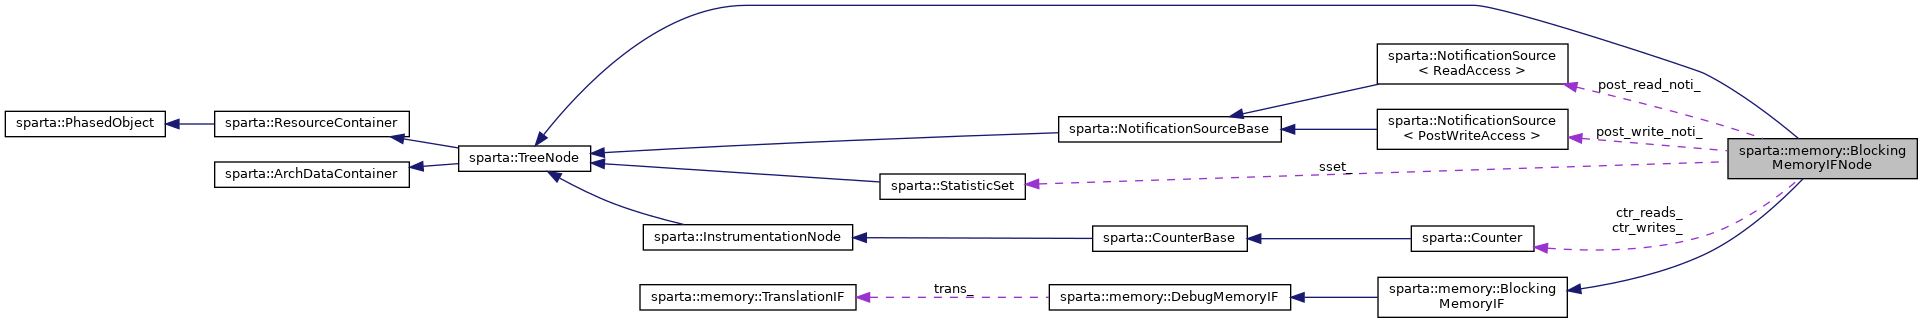 sparta::NotificationSource
< ReadAccess >
post_read_noti_
sparta::PhasedObject
sparta::ResourceContainer
sparta::NotificationSourceBase
sparta::NotificationSource
< PostWriteAccess >
post_write_noti_
sparta::memory::Blocking
MemoryIFNode
sparta::TreeNode
sparta::ArchDataContainer
sset_
sparta::StatisticSet
ctr_reads_
ctr_writes_
sparta::InstrumentationNode
sparta::CounterBase
sparta::Counter
trans_
sparta::memory::TranslationIF
sparta::memory::DebugMemoryIF
sparta::memory::Blocking
MemoryIF